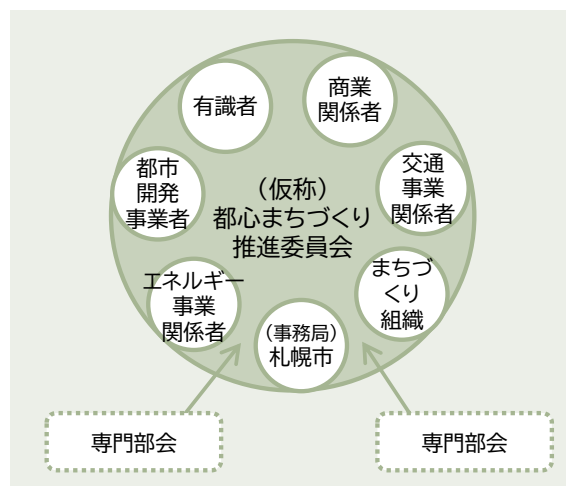 有識者
商業
関係者
都市
開発
事業者
（仮称）
都心まちづくり
推進委員会
交通
事業
関係者
エネルギー
事業
関係者
（事務局）
札幌市
まちづ
くり
組織
専門部会
専門部会